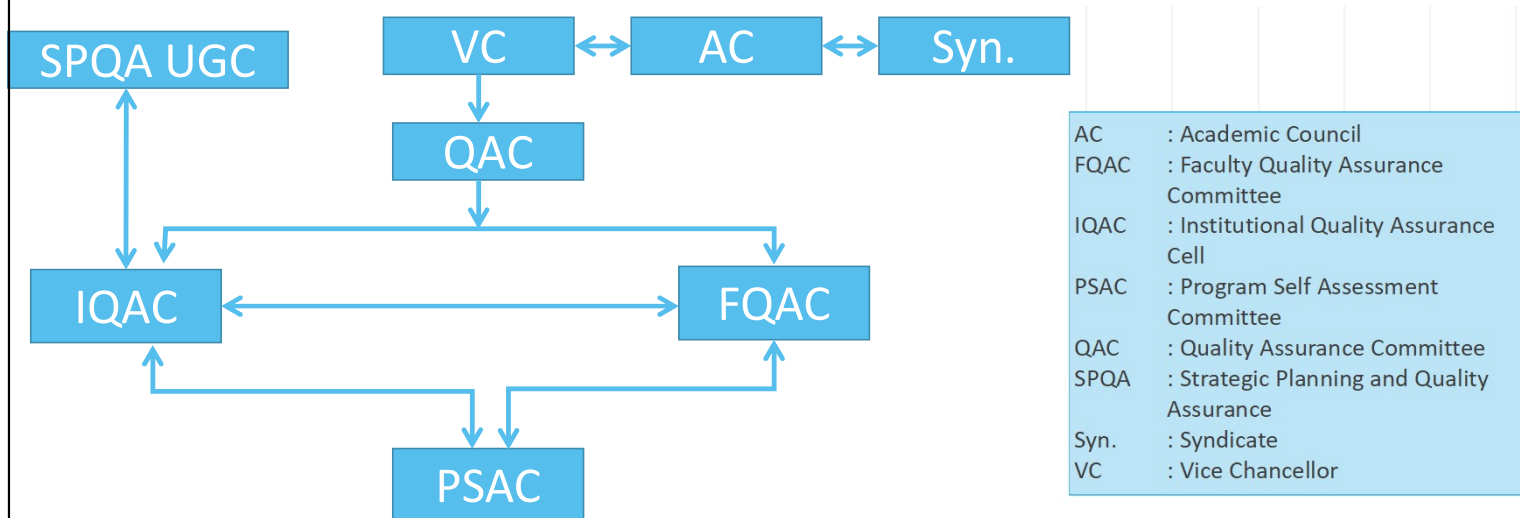 SPQA UGC
VC
AC
Syn.
QAC
IQAC
FQAC
PSAC
AC : Academic Council
FQAC : Faculty Quality Assurance
Committee
IQAC : Institutional Quality Assurance
Cell
PSAC : Program Self Assessment
Committee
QAC : Quality Assurance Committee
SPQA : Strategic Planning and Quality
Assurance
Syn. : Syndicate
VC : Vice Chancellor